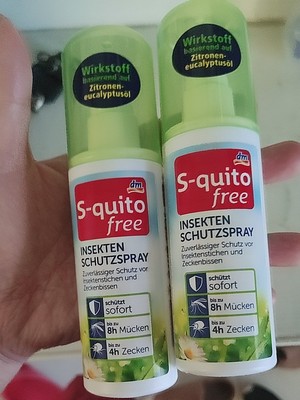 Wirkstoff
basierend auf
Zitronen-
eucalyptusöl
dm
S-quito
free
INSEKTEN
SCHUTZSPRAY
Zuverlässiger Schutz vor
Insektenstichen und
Zeckenbissen
schützt
sofort
bis zu
8h Mücken
bis zu
4h Zecken
Wirkstoff
basierend auf
Zitronen-
eucalyptusöl
dm
S-quito
free
INSEKTEN
SCHUTZSPRAY
Zuverlässiger Schutz vor
Insektenstichen und
Zeckenbissen
schützt
sofort
bis zu
8h Mücken
bis zu
4h Zecken